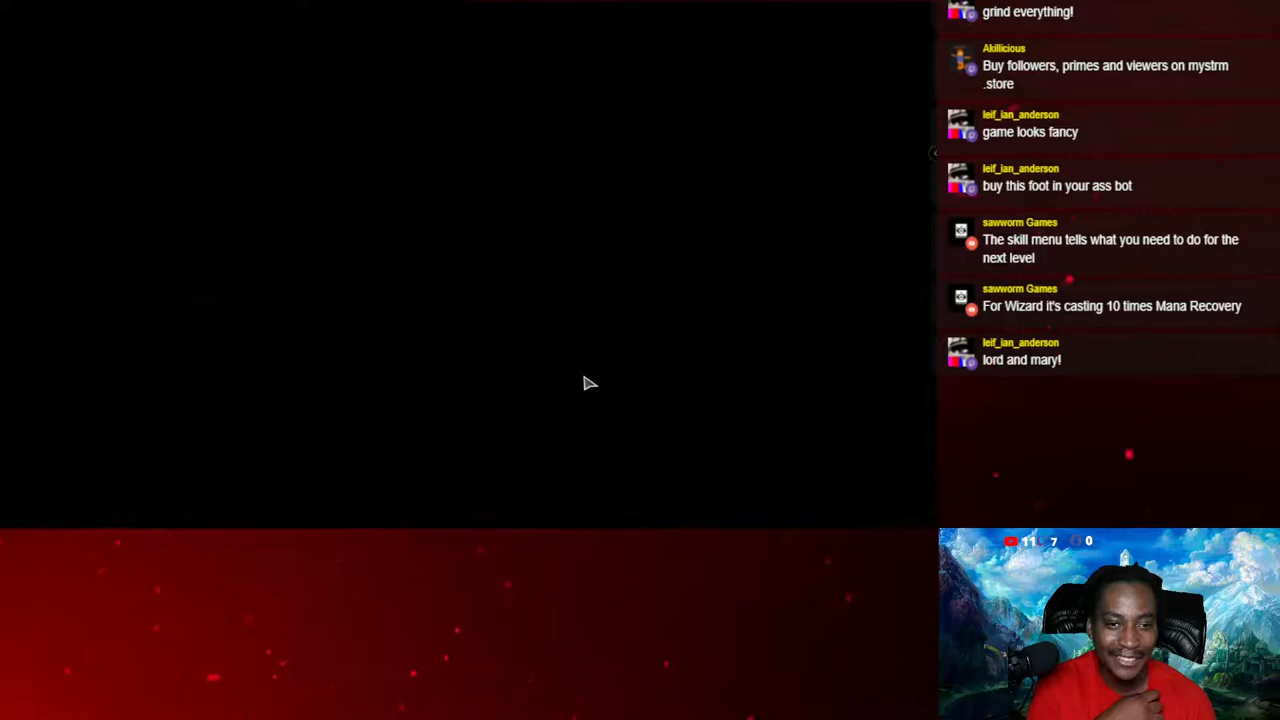 grind everything!
Akillicious
Buy followers, primes and viewers on mystrm
.store
leif_ian_anderson
game looks fancy
leif_ian_anderson
buy this foot in your ass bot
sawworm Games
The skill menu tells what you need to do for the
next level
sawworm Games
For Wizard it's casting 10 times Mana Recovery
leif_ian_anderson
lord and mary!
11 7 0